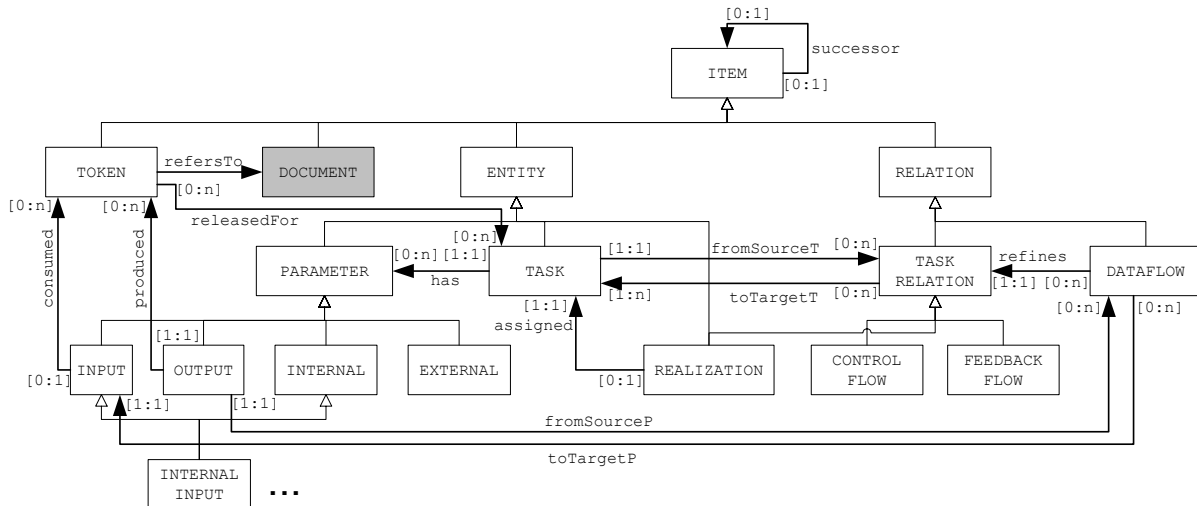 [0:1]
successor
ITEM
[0:1]
TOKEN
refersTo
DOCUMENT
ENTITY
RELATION
[0:n]
[0:n]
[0:n]
releasedFor
consumed
produced
[0:n]
[0:n]
[1:1]
[1:1]
fromSourceT
[0:n]
PARAMETER
has
TASK
TASK
RELATION
refines
DATAFLOW
[1:1]
[0:n]
[1:1]
assigned
[1:n]
toTargetT
[0:n]
[0:n]
[0:n]
[1:1]
INPUT
OUTPUT
INTERNAL
EXTERNAL
REALIZATION
CONTROL
FLOW
FEEDBACK
FLOW
[0:1]
[0:1]
[1:1]
[1:1]
fromSourceP
toTargetP
INTERNAL
INPUT
...